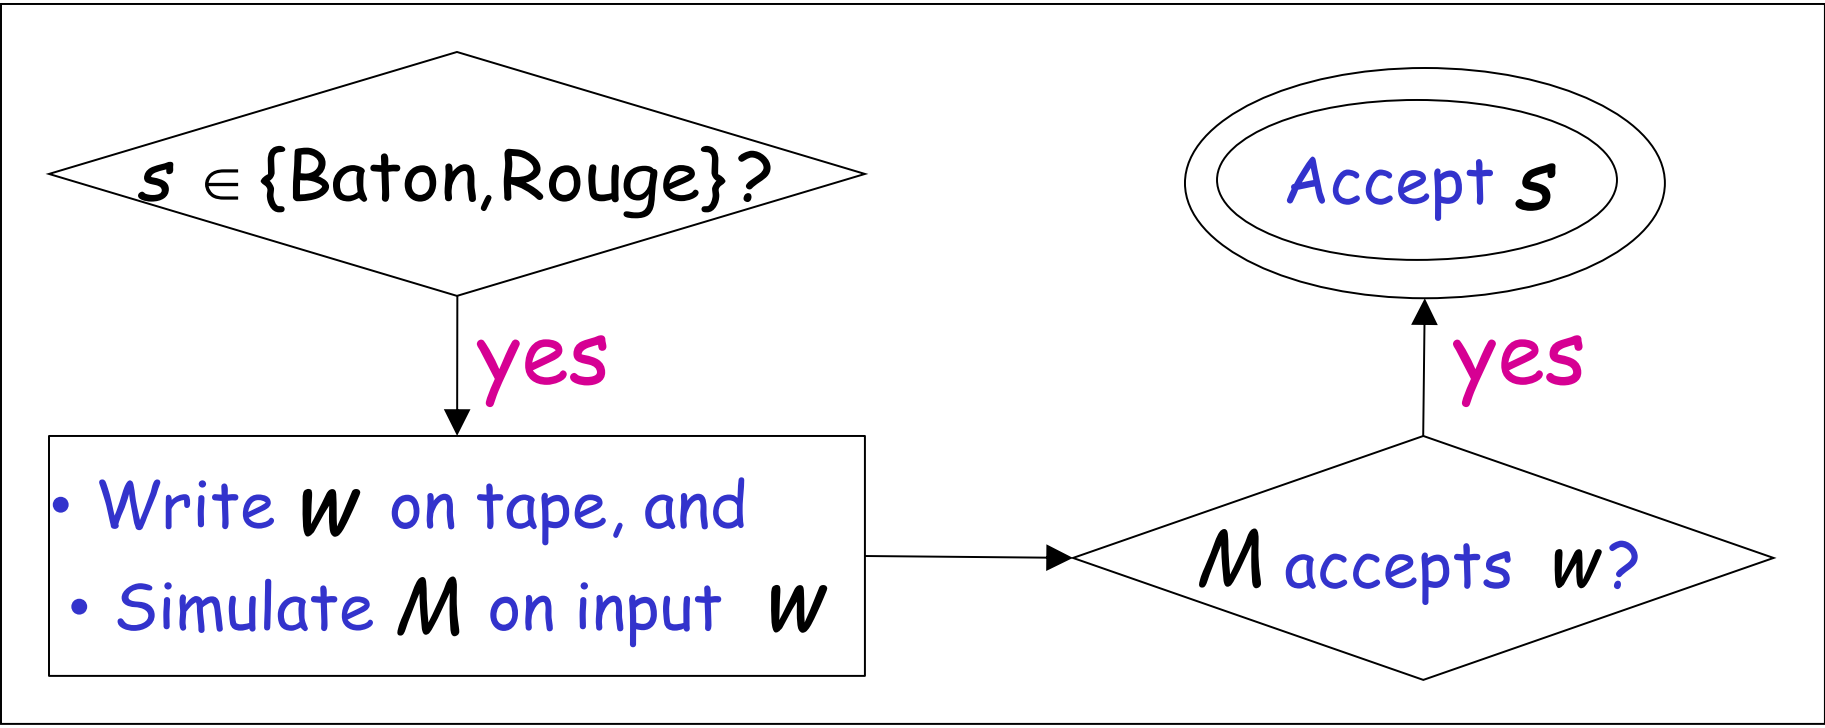 s ∈ {Baton,Rouge}?
yes
• Write w on tape, and
• Simulate M on input w
M accepts w?
yes
Accept s